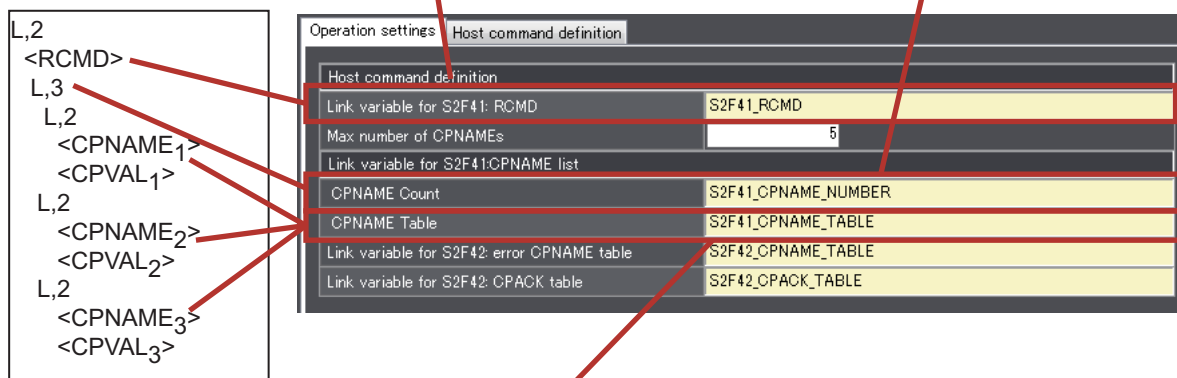 L,2
<RCMD>
L,3
L,2
<CPNAME1>
<CPVAL1>
L,2
<CPNAME2>
<CPVAL2>
L,2
<CPNAME3>
<CPVAL3>
Operation settings Host command definition
Host command definition
Link variable for S2F41: RCMD S2F41_RCMD
Max number of CPNAMEs 5
Link variable for S2F41:CPNAME list
CPNAME Count S2F41_CPNAME_NUMBER
CPNAME Table S2F41_CPNAME_TABLE
Link variable for S2F42: error CPNAME table S2F42_CPNAME_TABLE
Link variable for S2F42: CPACK table S2F42_CPACK_TABLE